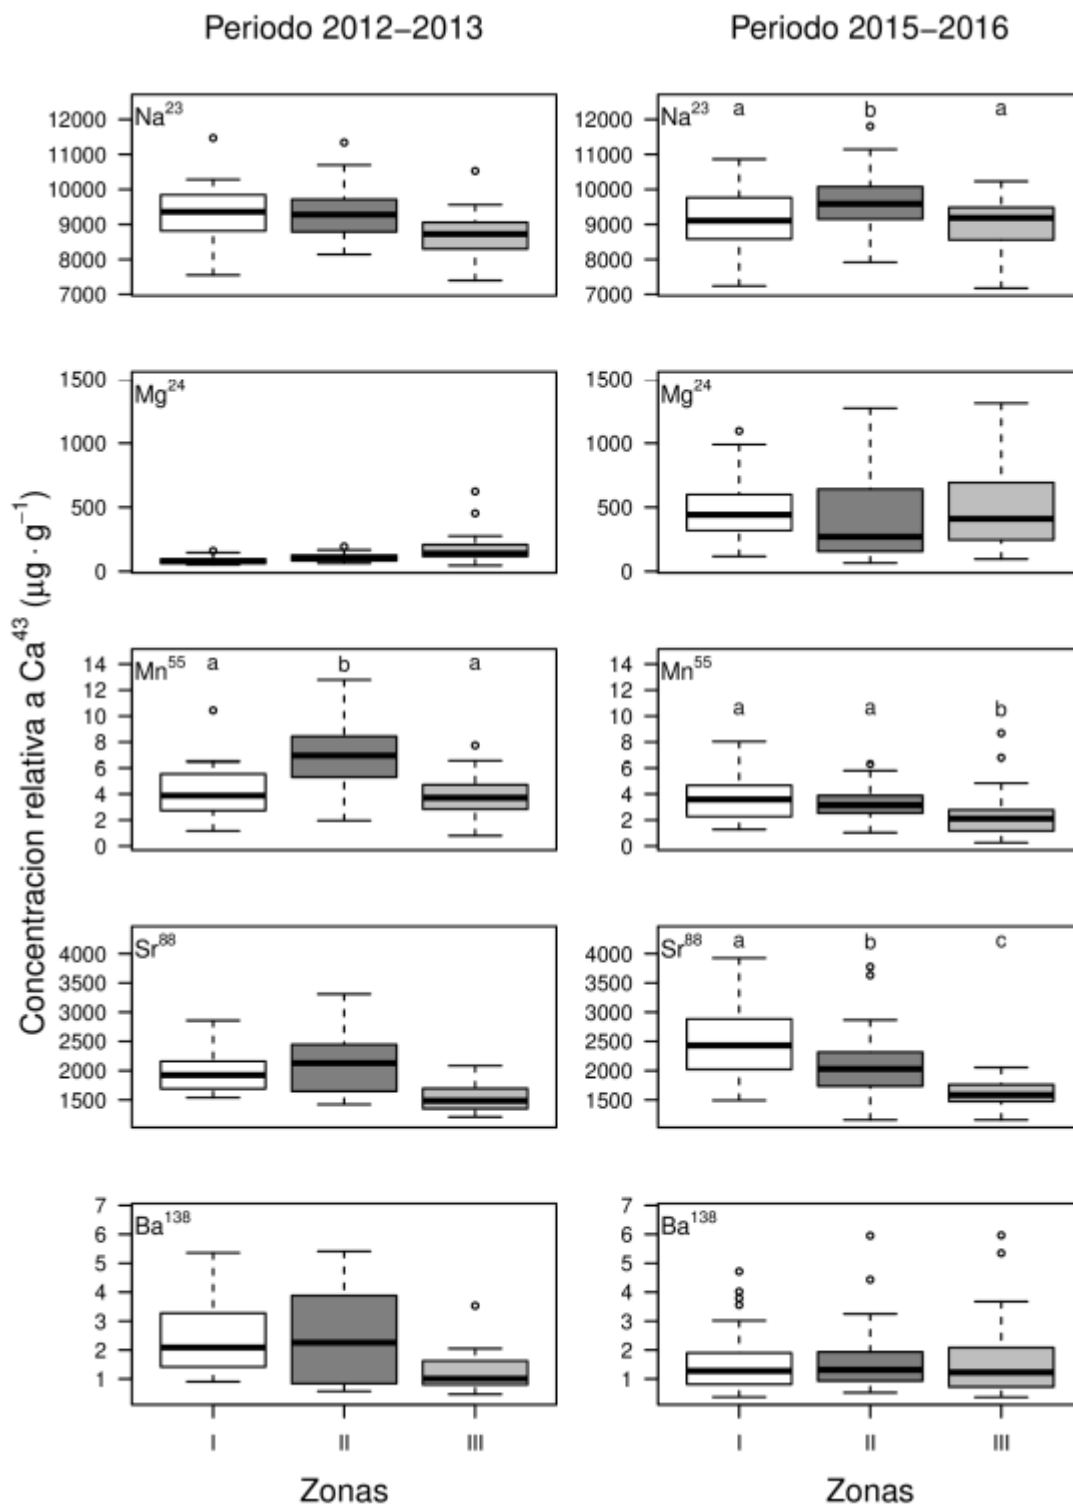 Periodo 2012−2013
Periodo 2015−2016
Concentracion relativa a Ca⁴³ (µg · g⁻¹)
Na²³
12000
11000
10000
9000
8000
7000
Na²³
a b a
12000
11000
10000
9000
8000
7000
Mg²⁴
1500
1000
500
0
Mg²⁴
1500
1000
500
0
Mn⁵⁵
a b a
14
12
10
8
6
4
2
0
Mn⁵⁵
a a b
14
12
10
8
6
4
2
0
Sr⁸⁸
4000
3500
3000
2500
2000
1500
Sr⁸⁸
a b c
4000
3500
3000
2500
2000
1500
Ba¹³⁸
7
6
5
4
3
2
1
Ba¹³⁸
7
6
5
4
3
2
1
I II III
I II III
Zonas
Zonas